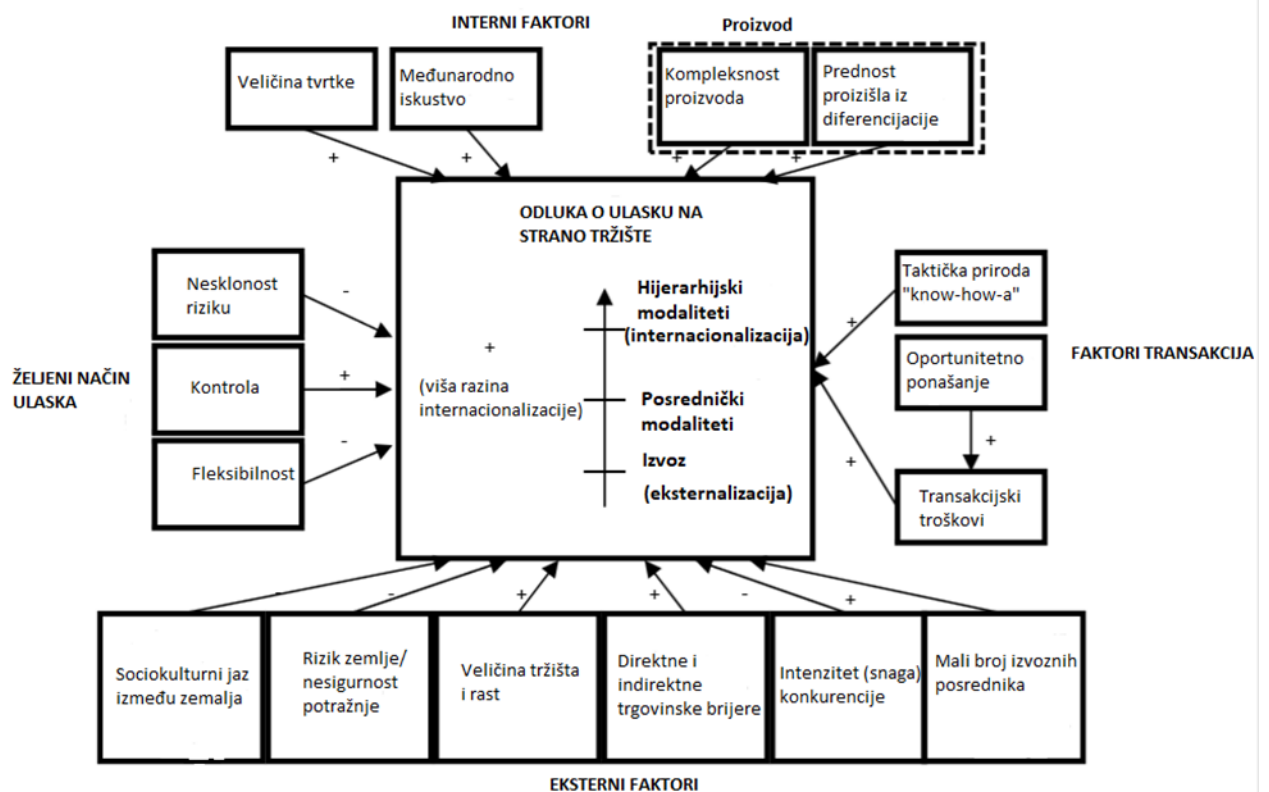 INTERNI FAKTORI
Proizvod
Veličina tvrtke
Međunarodno
iskustvo
Kompleksnost
proizvoda
Prednost
proizišla iz
diferencijacije
+
+
+
+
ODLUKA O ULASKU NA
STRANO TRŽIŠTE
ŽELJENI NAČIN
ULASKA
Nesklonost
riziku
-
Kontrola
+
Fleksibilnost
-
+
(viša razina
internacionalizacije)
Hijerarhijski
modaliteti
(internacionalizacija)
Posrednički
modaliteti
Izvoz
(eksternalizacija)
Taktička priroda
"know-how-a"
+
Oportunitetno
ponašanje
+
Transakcijski
troškovi
+
FAKTORI TRANSAKCIJA
-
-
+
+
-
+
Sociokulturni jaz
između zemalja
Rizik zemlje/
nesigurnost
potražnje
Veličina tržišta
i rast
Direktne i
indirektne
trgovinske brijere
Intenzitet (snaga)
konkurencije
Mali broj izvoznih
posrednika
EKSTERNI FAKTORI